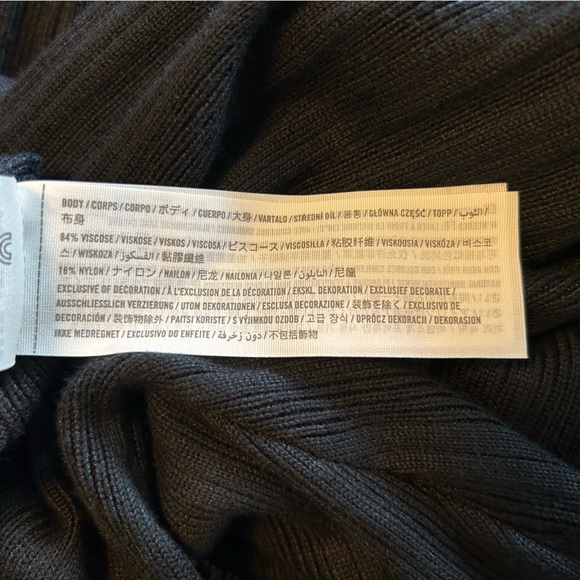 BODY / CORPS / CORPO / ボディ / CUERPO / 大身 / VARTALO / STŘEDNÍ DÍL / 몸통 / GŁÓWNA CZĘŚĆ / TOPP / الثوب /
布身
84% VISCOSE / VISKOSE / VISKOS / VISCOSA / ビスコース / VISCOSILLA / 粘胶纤维 / VISKOUSIA / VISKÓZA / 비스코
스 / WISKOZA / الفسكوز / 黏膠纖維
16% NYLON / ナイロン / NAILON / 尼龙 / NAILONIA / 나일론 / النايلون / 尼龍
EXCLUSIVE OF DECORATION / À L'EXCLUSION DE LA DÉCORATION / EKSKL. DEKORATION / EXCLUSIEF DECORATIE /
AUSSCHLIESSLICH VERZIERUNG / UTOM DEKORATIONEN / ESCLUSA DECORAZIONE / 装飾を除く / EXCLUSIVO DE
DECORACIÓN / 装饰物除外 / PAITSI KORISTE / S VÝJIMKOU OZDOB / 고급 장식 / OPRÓCZ DEKORACJI / DEKORASJON
IKKE MEDREGNET / EXCLUSIVO DO ENFEITE / دون زخرفة / 不包括飾物